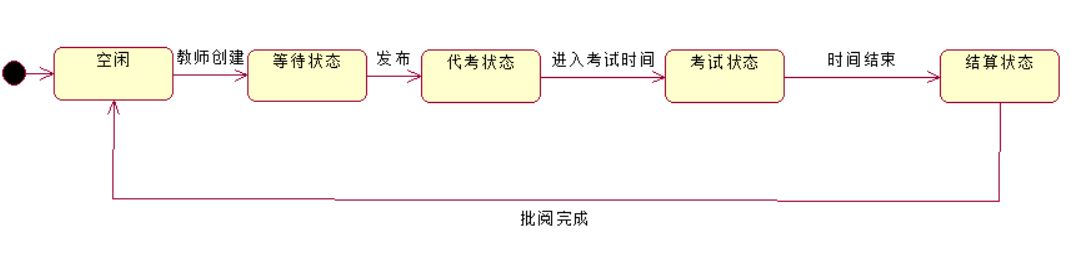 空闲
教师创建
等待状态
发布
代考状态
进入考试时间
考试状态
时间结束
结算状态
批阅完成